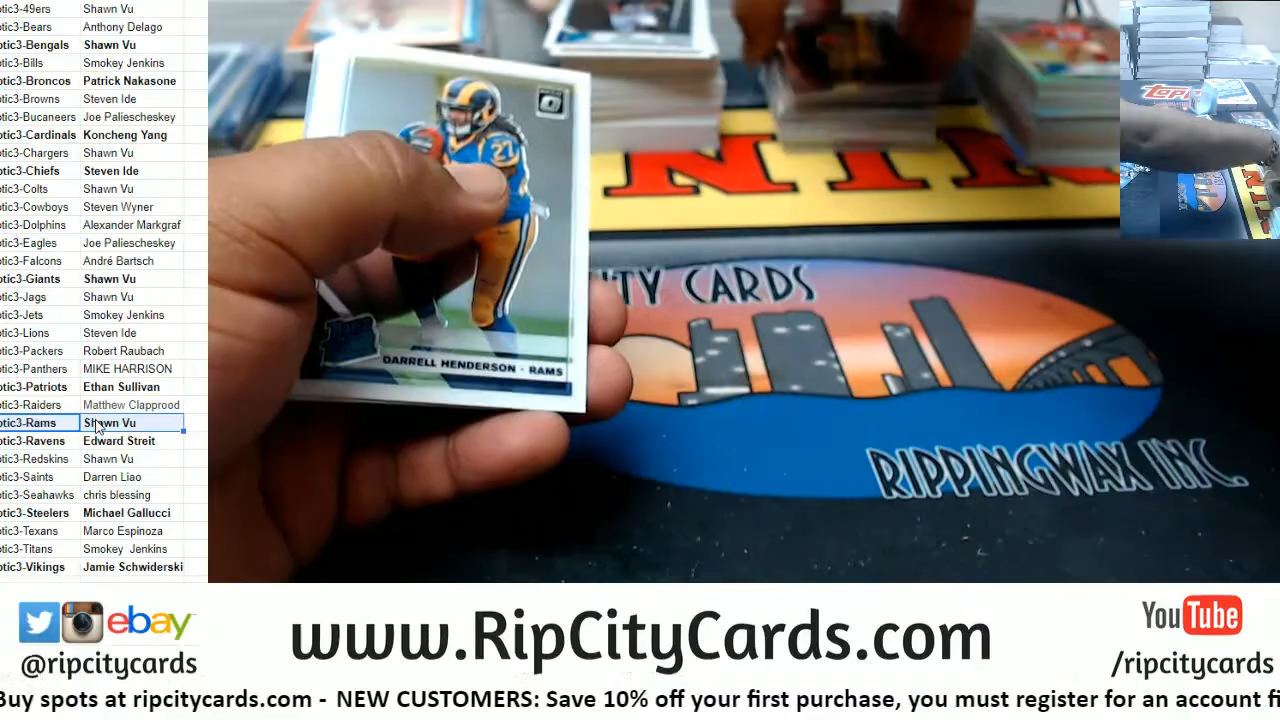 otic3-49ers Shawn Vu
otic3-Bears Anthony Delago
otic3-Bengals Shawn Vu
otic3-Bills Smokey Jenkins
otic3-Broncos Patrick Nakasone
otic3-Browns Steven Ide
otic3-Bucaneers Joe Paliescheskey
otic3-Cardinals Koncheng Yang
otic3-Chargers Shawn Vu
otic3-Chiefs Steven Ide
otic3-Colts Shawn Vu
otic3-Cowboys Steven Wyner
otic3-Dolphins Alexander Markgraf
otic3-Eagles Joe Paliescheskey
otic3-Falcons André Bartsch
otic3-Giants Shawn Vu
otic3-Jags Shawn Vu
otic3-Jets Smokey Jenkins
otic3-Lions Steven Ide
otic3-Packers Robert Raubach
otic3-Panthers MIKE HARRISON
otic3-Patriots Ethan Sullivan
otic3-Raiders Matthew Clapprood
otic3-Rams Shawn Vu
otic3-Ravens Edward Streit
otic3-Redskins Shawn Vu
otic3-Saints Darren Liao
otic3-Seahawks chris blessing
otic3-Steelers Michael Gallucci
otic3-Texans Marco Espinoza
otic3-Titans Smokey Jenkins
otic3-Vikings Jamie Schwiderski
27
DARRELL HENDERSON - RAMS
CITY CARDS
RIPPINGWAX INC.
ebay
@ripcitycards
www.RipCityCards.com
YouTube
/ripcitycards
Buy spots at ripcitycards.com - NEW CUSTOMERS: Save 10% off your first purchase, you must register for an account fi